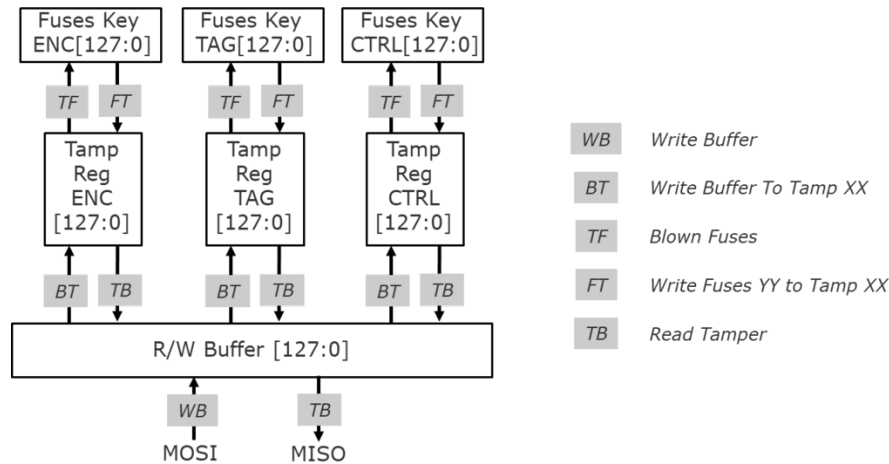 Fuses Key
ENC[127:0]
Fuses Key
TAG[127:0]
Fuses Key
CTRL[127:0]
TF
FT
TF
FT
TF
FT
Tamp
Reg
ENC
[127:0]
Tamp
Reg
TAG
[127:0]
Tamp
Reg
CTRL
[127:0]
BT
TB
BT
TB
BT
TB
R/W Buffer [127:0]
WB
TB
MOSI
MISO
WB Write Buffer
BT Write Buffer To Tamp XX
TF Blown Fuses
FT Write Fuses YY to Tamp XX
TB Read Tamper